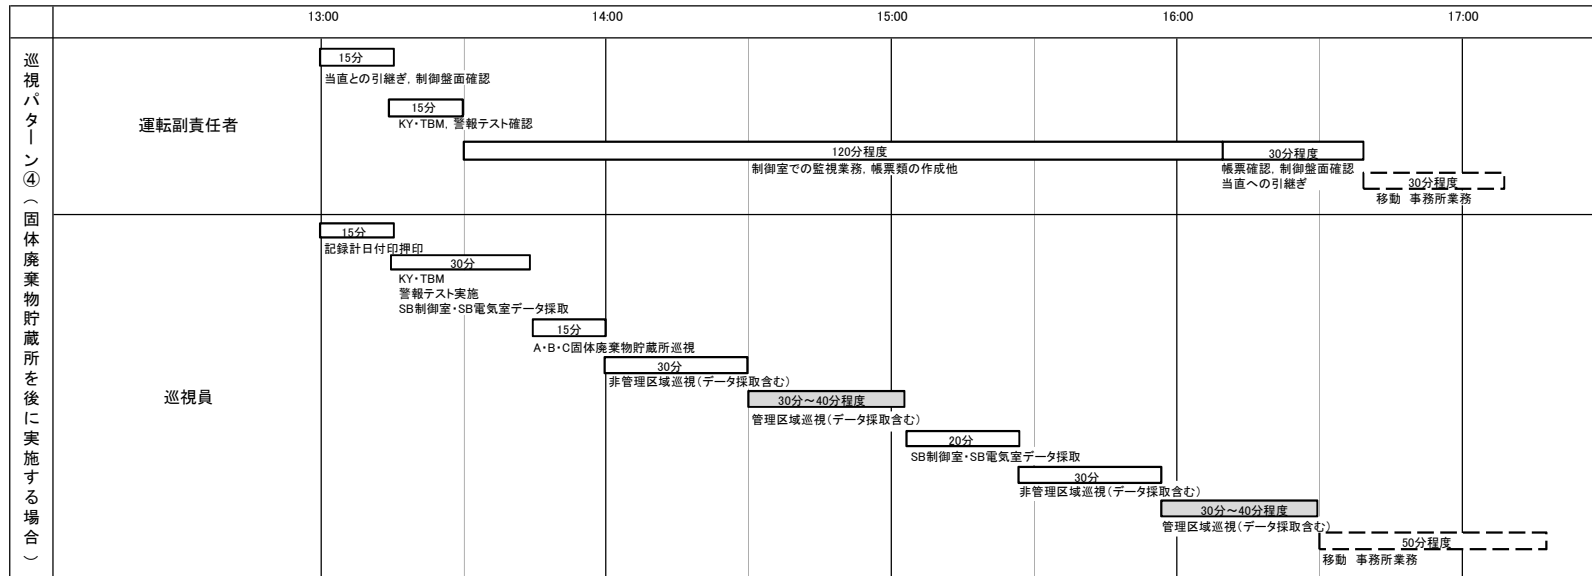 13:00
14:00
15:00
16:00
17:00
巡視パターン④（固体廃棄物貯蔵所を後に実施する場合）
運転副責任者
15分
当直との引継ぎ，制御盤面確認
15分
KY・TBM，警報テスト確認
120分程度
制御室での監視業務，帳票類の作成他
30分程度
帳票確認，制御盤面確認
当直への引継ぎ
30分程度
移動　事務所業務
巡視員
15分
記録計日付印押印
30分
KY・TBM
警報テスト実施
SB制御室・SB電気室データ採取
15分
A・B・C固体廃棄物貯蔵所巡視
30分
非管理区域巡視（データ採取含む）
30分～40分程度
管理区域巡視（データ採取含む）
20分
SB制御室・SB電気室データ採取
30分
非管理区域巡視（データ採取含む）
30分～40分程度
管理区域巡視（データ採取含む）
50分程度
移動　事務所業務